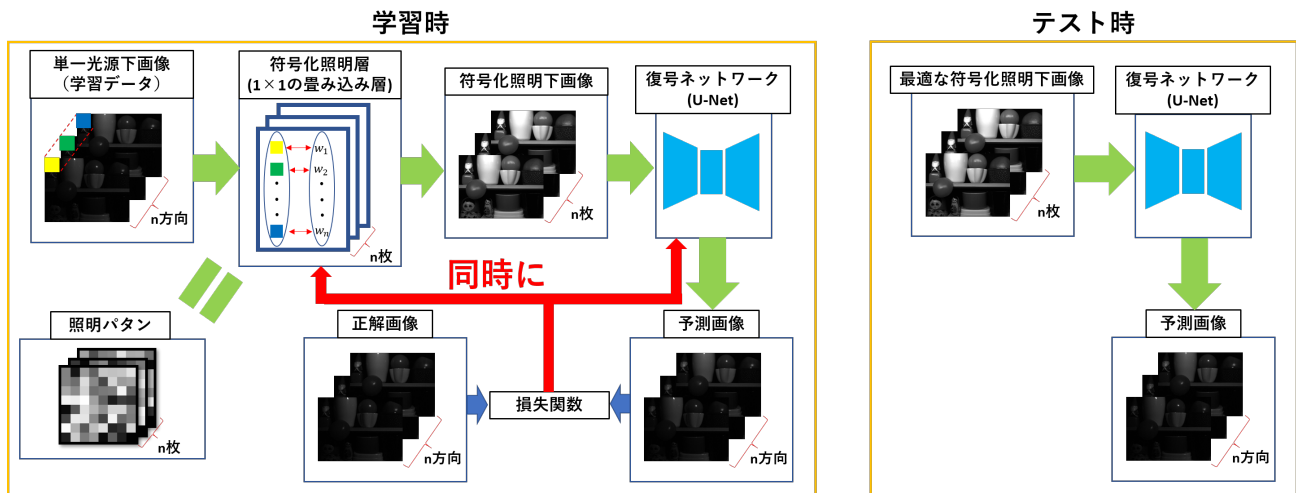 学習時
単一光源下画像
(学習データ)
n方向
符号化照明層
(1×1の畳み込み層)
w1
w2
wn
n枚
符号化照明下画像
n枚
復号ネットワーク
(U-Net)
同時に
照明パタン
n枚
正解画像
n方向
損失関数
予測画像
n方向
テスト時
最適な符号化照明下画像
n枚
復号ネットワーク
(U-Net)
予測画像
n方向